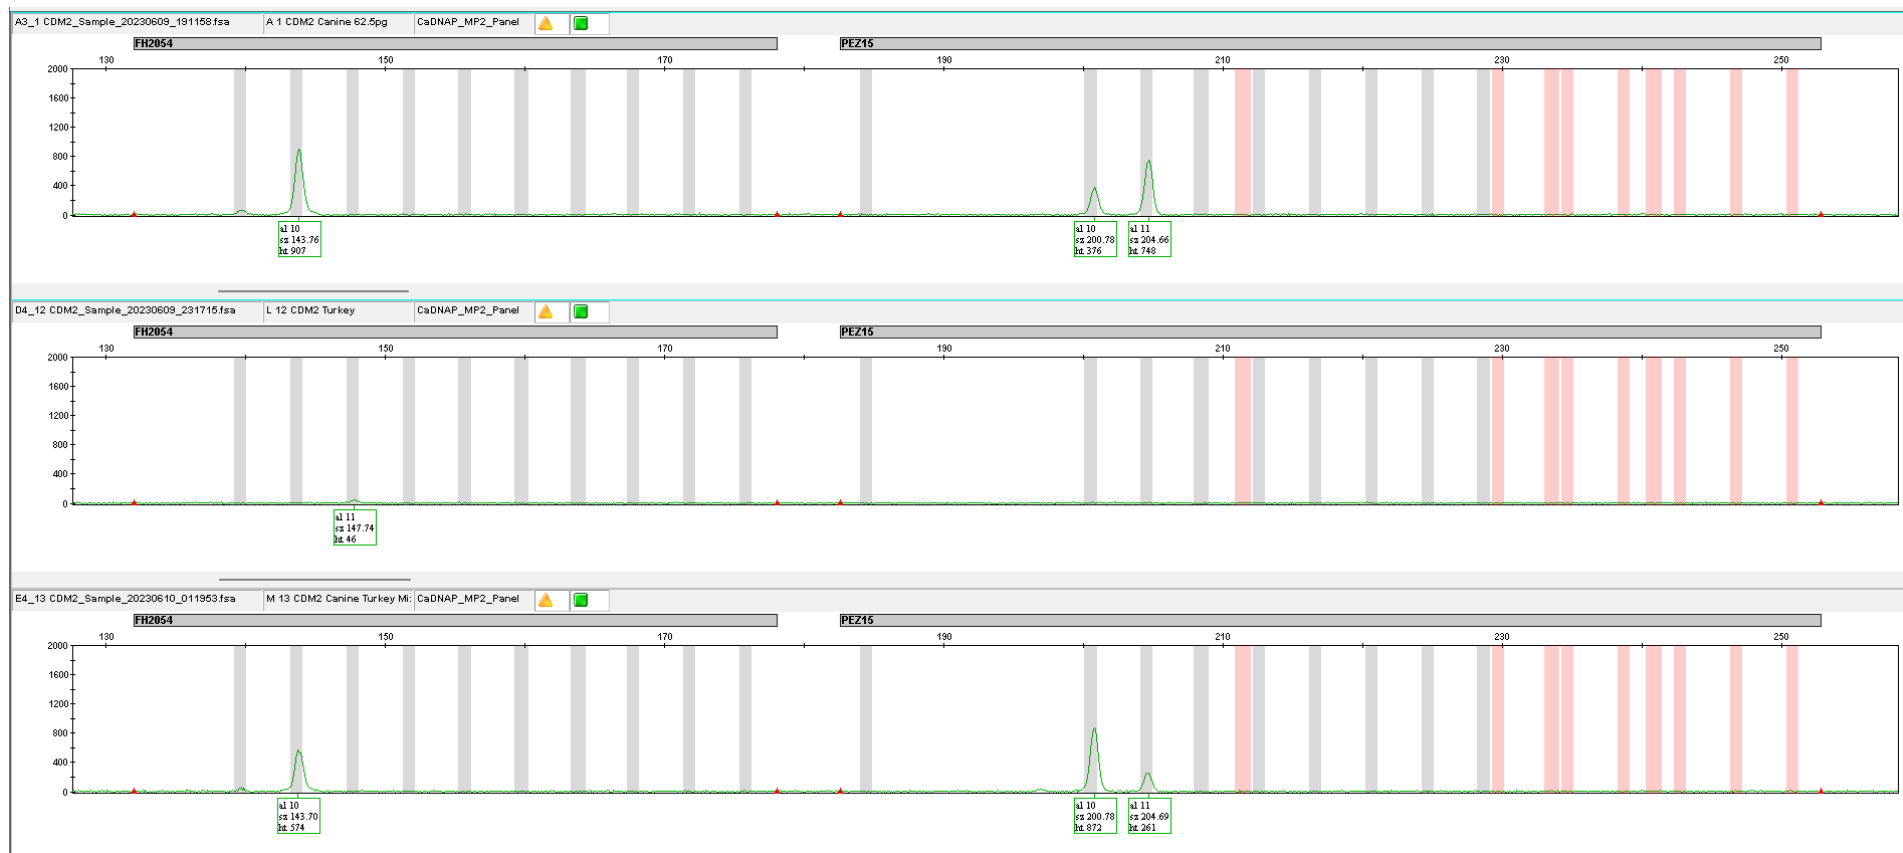 A3_1 CDM2_Sample_20230609_191158.fsa A 1 CDM2 Canine 62.5pg CaDNAP_MP2_Panel
FH2054 PEZ15
130 150 170 190 210 230 250
2000
1600
1200
800
400
0
al 10
sz 143.76
ht 907
al 10
sz 200.78
ht 376
al 11
sz 204.66
ht 748
D4_12 CDM2_Sample_20230609_231715.fsa L 12 CDM2 Turkey CaDNAP_MP2_Panel
FH2054 PEZ15
130 150 170 190 210 230 250
2000
1600
1200
800
400
0
al 11
sz 147.74
ht 46
E4_13 CDM2_Sample_20230610_011953.fsa M 13 CDM2 Canine Turkey Mi: CaDNAP_MP2_Panel
FH2054 PEZ15
130 150 170 190 210 230 250
2000
1600
1200
800
400
0
al 10
sz 143.70
ht 574
al 10
sz 200.78
ht 872
al 11
sz 204.69
ht 261